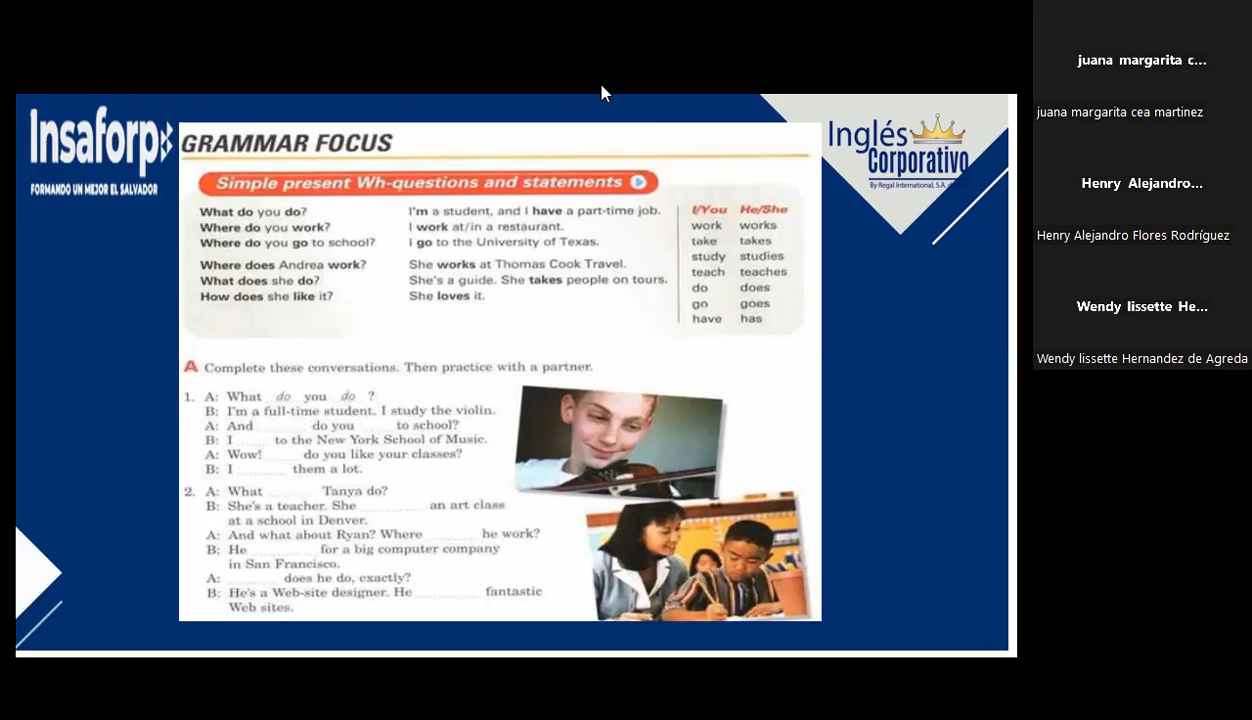 Insaforp
FORMANDO UN MEJOR EL SALVADOR
Inglés
Corporativo
By Regal International, S.A.
GRAMMAR FOCUS
Simple present Wh-questions and statements
What do you do? I'm a student, and I have a part-time job.
Where do you work? I work at/in a restaurant.
Where do you go to school? I go to the University of Texas.
Where does Andrea work? She works at Thomas Cook Travel.
What does she do? She's a guide. She takes people on tours.
How does she like it? She loves it.
I/You He/She
work works
take takes
study studies
teach teaches
do does
go goes
have has
A Complete these conversations. Then practice with a partner.
1. A: What do you do ?
B: I'm a full-time student. I study the violin.
A: And ........ do you ........ to school?
B: I ........ to the New York School of Music.
A: Wow! ........ do you like your classes?
B: I ........ them a lot.
2. A: What ........ Tanya do?
B: She's a teacher. She ........ an art class
at a school in Denver.
A: And what about Ryan? Where ........ he work?
B: He ........ for a big computer company
in San Francisco.
A: ........ does he do, exactly?
B: He's a Web-site designer. He ........ fantastic
Web sites.
juana margarita c...
juana margarita cea martinez
Henry Alejandro...
Henry Alejandro Flores Rodríguez
Wendy lissette He...
Wendy lissette Hernandez de Agreda